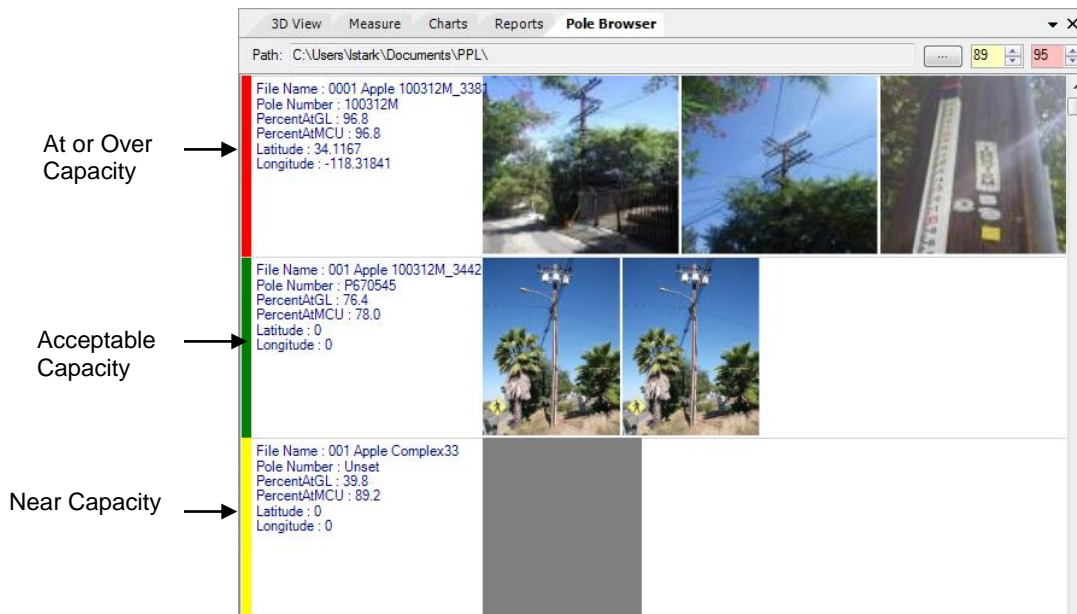 3D View Measure Charts Reports Pole Browser
Path: C:\Users\lstark\Documents\PPL\ ... 89 95
At or Over
Capacity
File Name : 0001 Apple 100312M_3381
Pole Number : 100312M
PercentAtGL : 96.8
PercentAtMCU : 96.8
Latitude : 34.1167
Longitude : -118.31841
Acceptable
Capacity
File Name : 001 Apple 100312M_3442
Pole Number : P670545
PercentAtGL : 76.4
PercentAtMCU : 78.0
Latitude : 0
Longitude : 0
Near Capacity
File Name : 001 Apple Complex33
Pole Number : Unset
PercentAtGL : 39.8
PercentAtMCU : 89.2
Latitude : 0
Longitude : 0